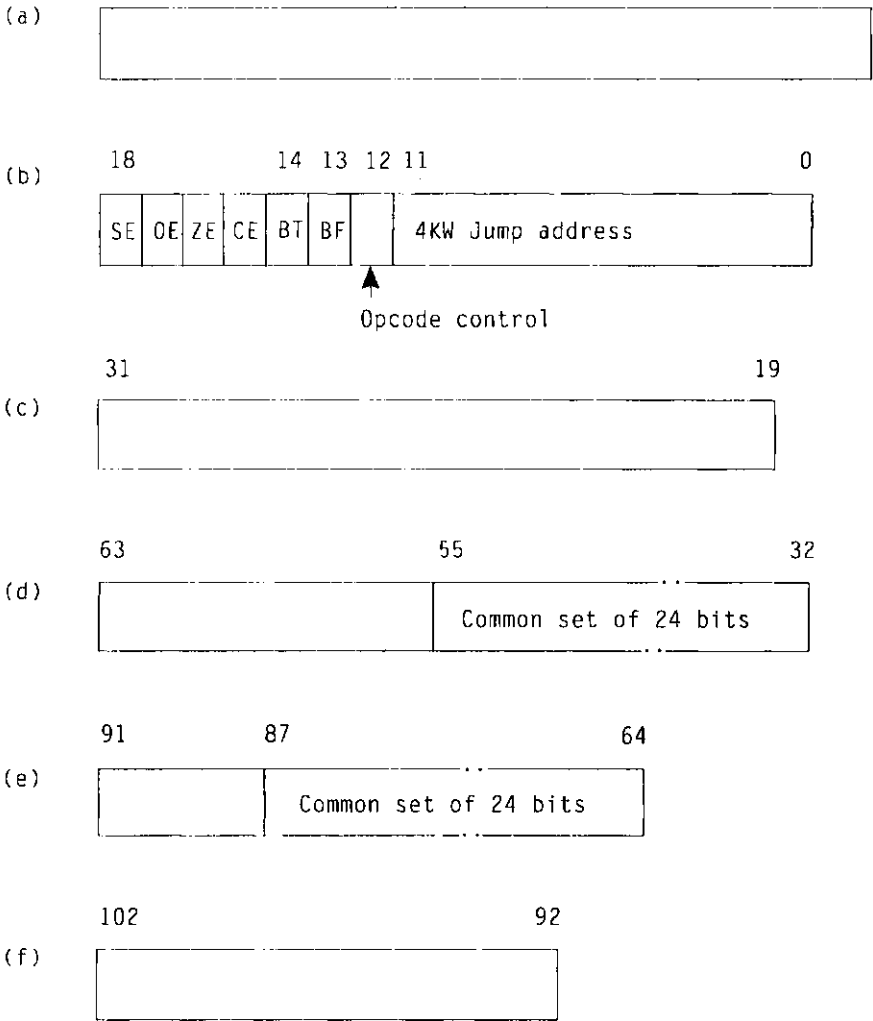 (a)
18 14 13 12 11 0
(b)
SE OE ZE CE BT BF 4KW Jump address
Opcode control
31 19
(c)
63 55 32
(d)
Common set of 24 bits
91 87 64
(e)
Common set of 24 bits
102 92
(f)